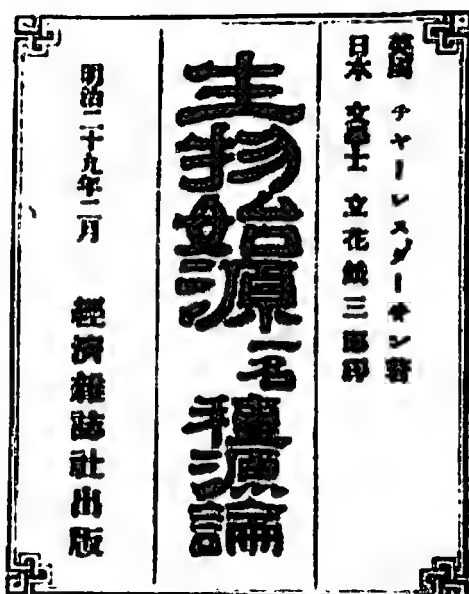 英國 チャーレスダーヰン著
日本 文學士 立花銑三郎譯
生物始源 一名 種源論
明治二十九年二月 經濟雜誌社出版